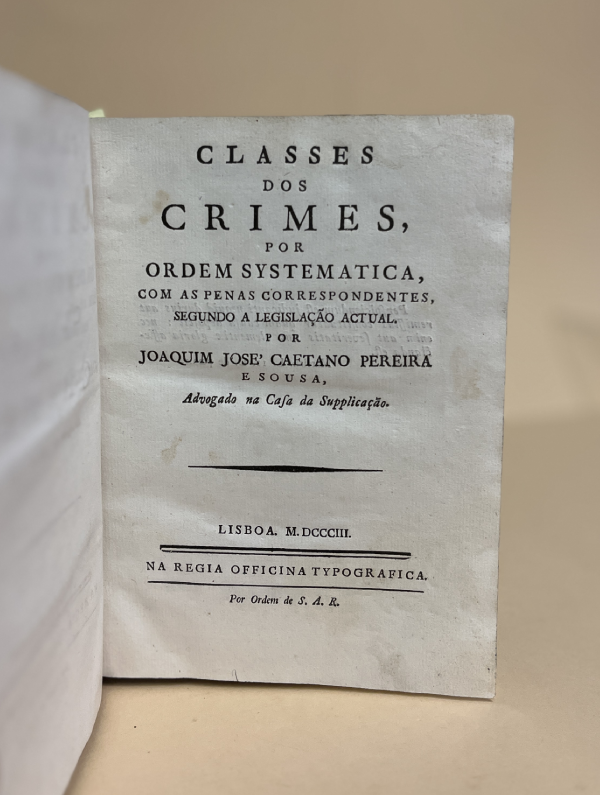 CLASSES
DOS
CRIMES,
POR
ORDEM SYSTEMATICA,
COM AS PENAS CORRESPONDENTES,
SEGUNDO A LEGISLAÇÃO ACTUAL.
POR
JOAQUIM JOSE' CAETANO PEREIRA
E SOUSA,
Advogado na Caſa da Supplicação.
LISBOA. M.DCCCIII.
NA REGIA OFFICINA TYPOGRAFICA.
Por Ordem de S. A. R.